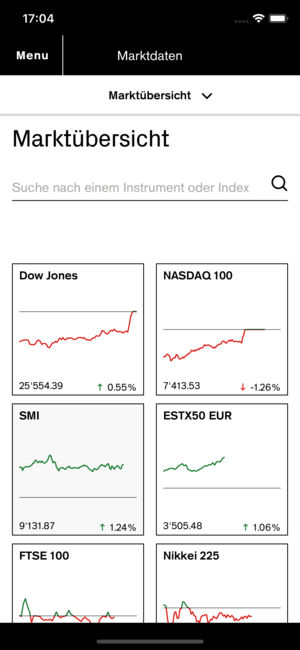 17:04
Menu
Marktdaten
Marktübersicht
Marktübersicht
Suche nach einem Instrument oder Index
Dow Jones
25'554.39 ↑ 0.55%
NASDAQ 100
7'413.53 ↓ -1.26%
SMI
9'131.87 ↑ 1.24%
ESTX50 EUR
3'505.48 ↑ 1.06%
FTSE 100
Nikkei 225